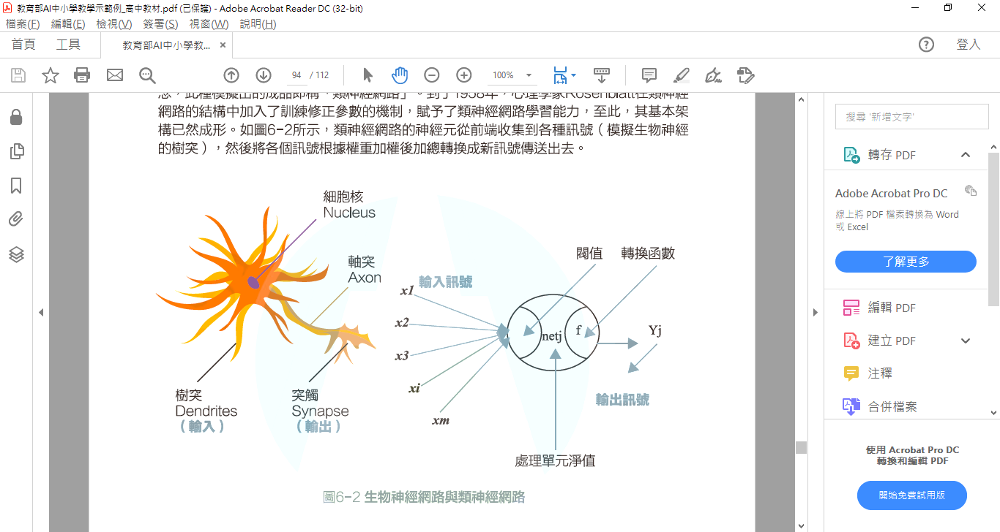 教育部AI中小學教學示範例_高中教材.pdf (已保護) - Adobe Acrobat Reader DC (32-bit)
檔案(F) 編輯(E) 檢視(V) 簽署(S) 視窗(W) 說明(H)
首頁 工具 教育部AI中小學教... × ? 登入
94 / 112 100%
念，此種模擬出的成品即稱「類神經網路」。到了1958年，心理學家Rosenblatt在類神經
網路的結構中加入了訓練修正參數的機制，賦予了類神經網路學習能力，至此，其基本架
構已然成形。如圖6-2所示，類神經網路的神經元從前端收集到各種訊號（模擬生物神經
的樹突），然後將各個訊號根據權重加權後加總轉換成新訊號傳送出去。
細胞核
Nucleus
軸突
Axon
樹突
Dendrites
（輸入）
突觸
Synapse
（輸出）
輸入訊號
x1
x2
x3
xi
xm
閥值
轉換函數
netj
f
Yj
輸出訊號
處理單元淨值
圖6-2 生物神經網路與類神經網路
搜尋 '新增文字'
轉存 PDF
Adobe Acrobat Pro DC
線上將 PDF 檔案轉換為 Word
或 Excel
了解更多
編輯 PDF
建立 PDF
注釋
合併檔案
使用 Acrobat Pro DC
轉換和編輯 PDF
開始免費試用版